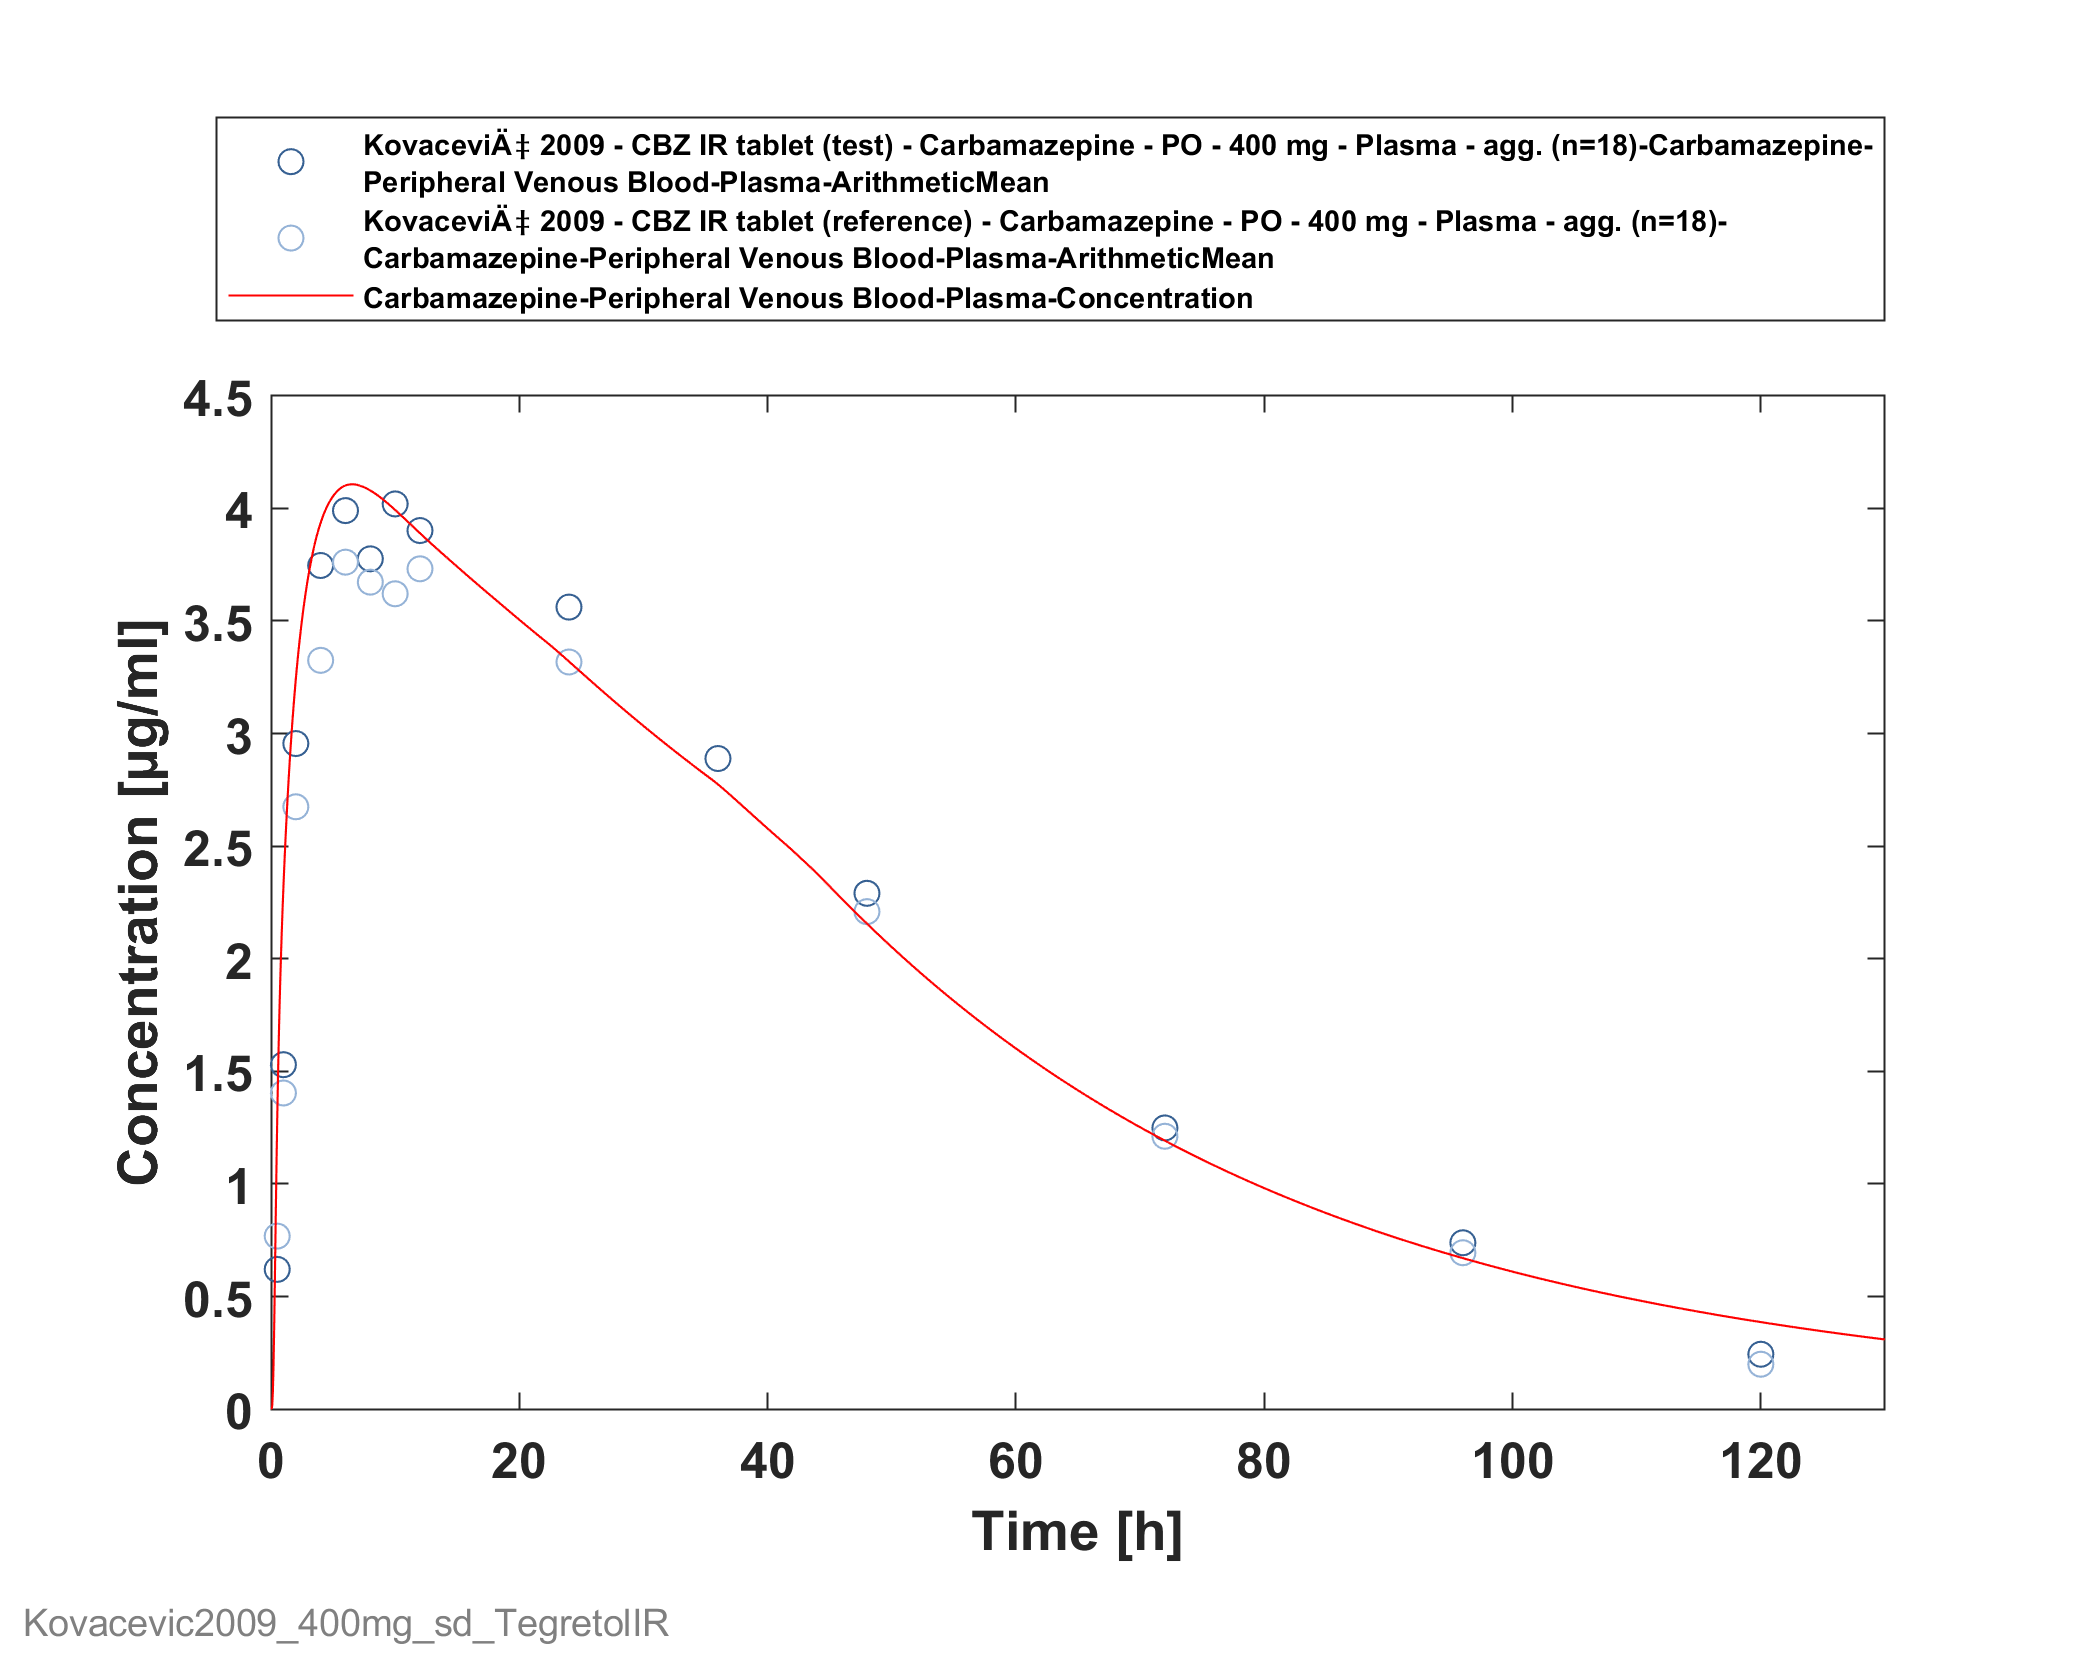 KovaceviÄ‡ 2009 - CBZ IR tablet (test) - Carbamazepine - PO - 400 mg - Plasma - agg. (n=18)-Carbamazepine-
Peripheral Venous Blood-Plasma-ArithmeticMean
KovaceviÄ‡ 2009 - CBZ IR tablet (reference) - Carbamazepine - PO - 400 mg - Plasma - agg. (n=18)-
Carbamazepine-Peripheral Venous Blood-Plasma-ArithmeticMean
Carbamazepine-Peripheral Venous Blood-Plasma-Concentration
4.5
4
3.5
3
2.5
2
1.5
1
0.5
0
Concentration [µg/ml]
0 20 40 60 80 100 120
Time [h]
Kovacevic2009_400mg_sd_TegretolIR